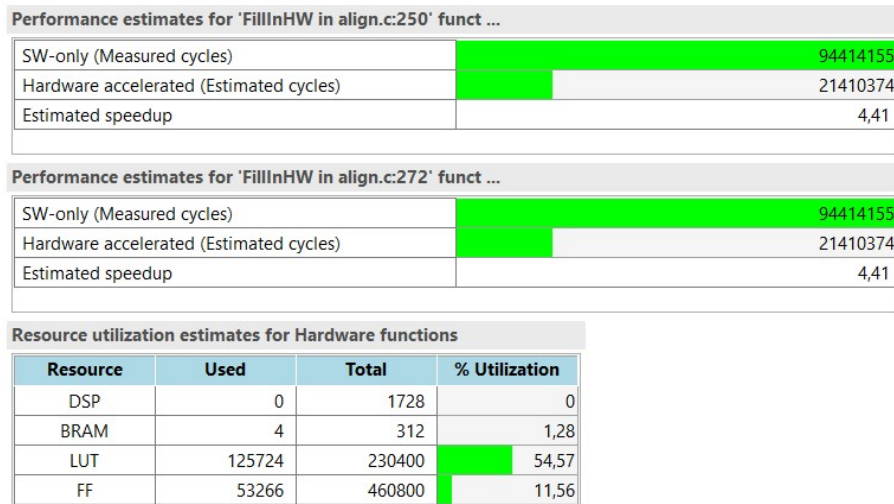 Performance estimates for 'FillInHW in align.c:250' funct ...
SW-only (Measured cycles) 94414155
Hardware accelerated (Estimated cycles) 21410374
Estimated speedup 4,41
Performance estimates for 'FillInHW in align.c:272' funct ...
SW-only (Measured cycles) 94414155
Hardware accelerated (Estimated cycles) 21410374
Estimated speedup 4,41
Resource utilization estimates for Hardware functions
Resource Used Total % Utilization
DSP 0 1728 0
BRAM 4 312 1,28
LUT 125724 230400 54,57
FF 53266 460800 11,56